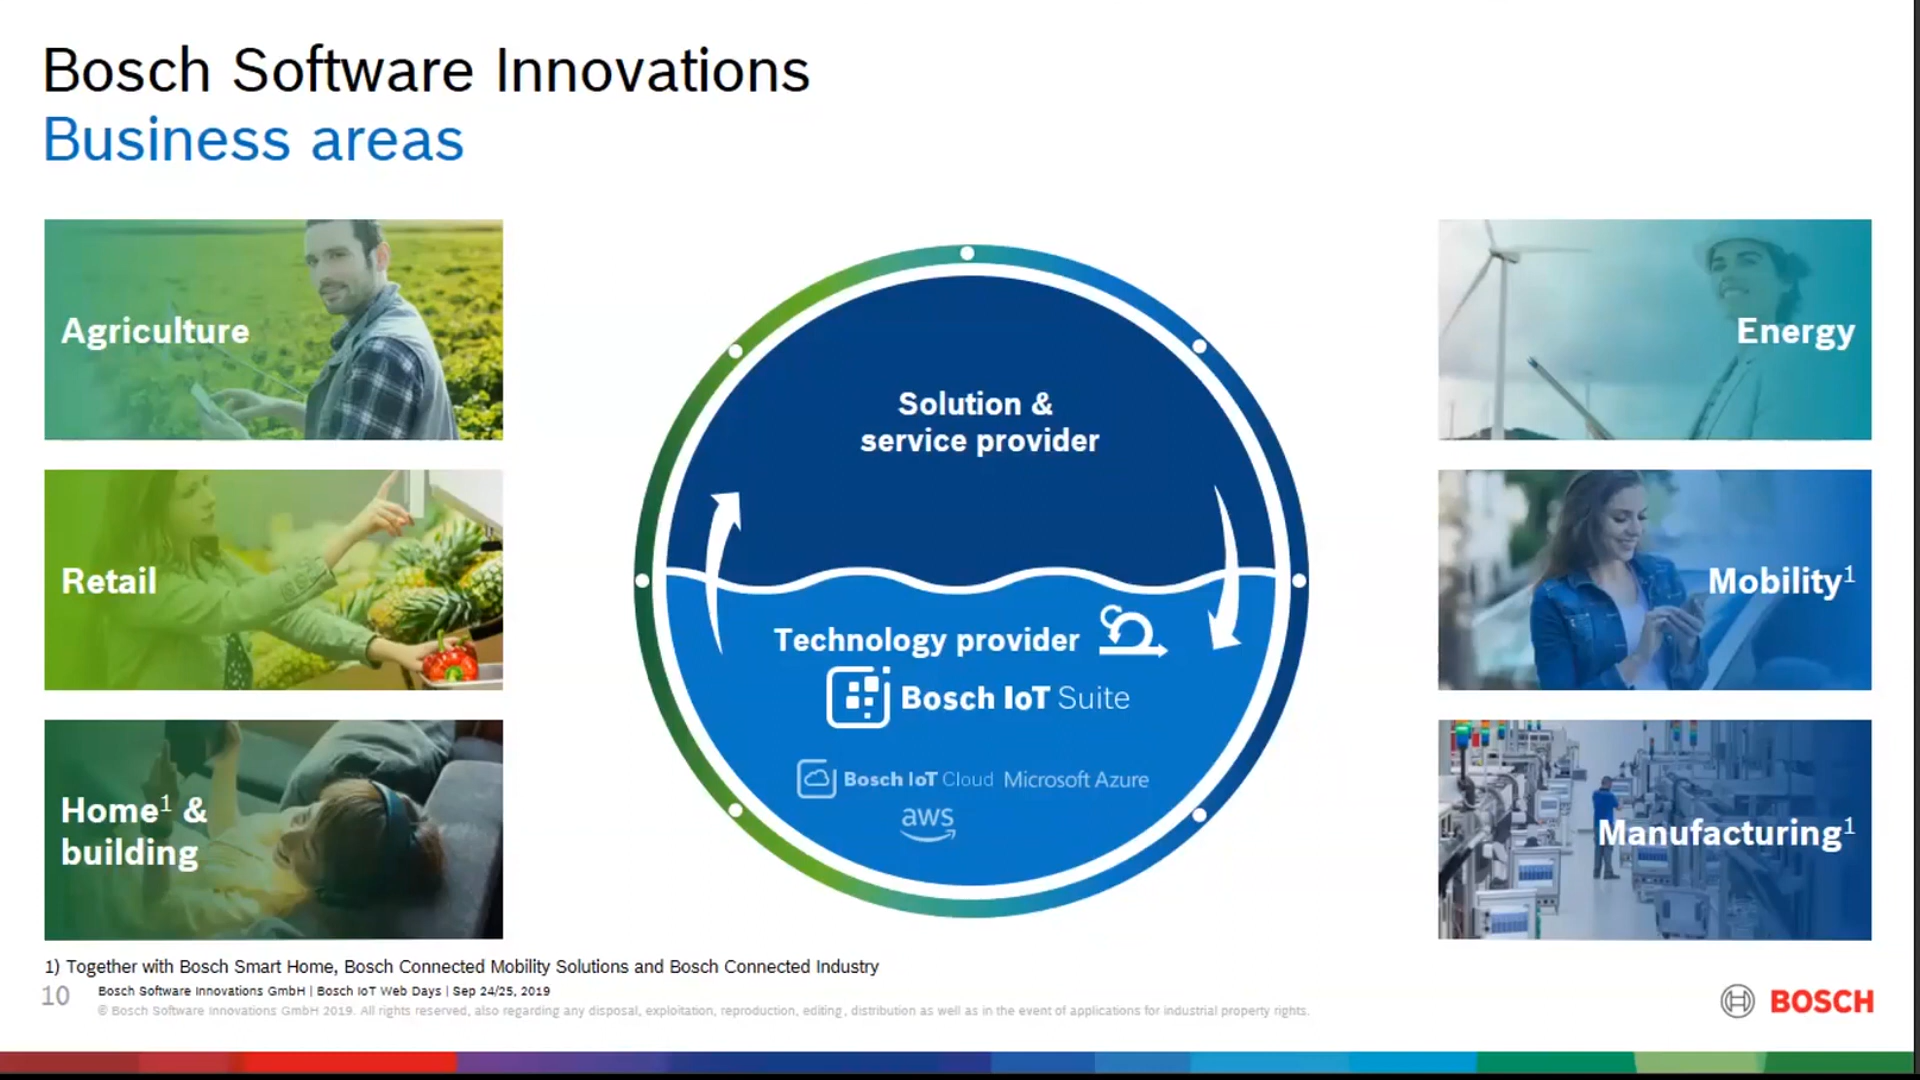 Bosch Software Innovations
Business areas
Agriculture
Retail
Home¹ &
building
Solution &
service provider
Technology provider
Bosch IoT Suite
Bosch IoT Cloud Microsoft Azure
aws
Energy
Mobility¹
Manufacturing¹
1) Together with Bosch Smart Home, Bosch Connected Mobility Solutions and Bosch Connected Industry
10
Bosch Software Innovations GmbH | Bosch IoT Web Days | Sep 24/25, 2019
© Bosch Software Innovations GmbH 2019. All rights reserved, also regarding any disposal, exploitation, reproduction, editing, distribution as well as in the event of applications for industrial property rights.
BOSCH